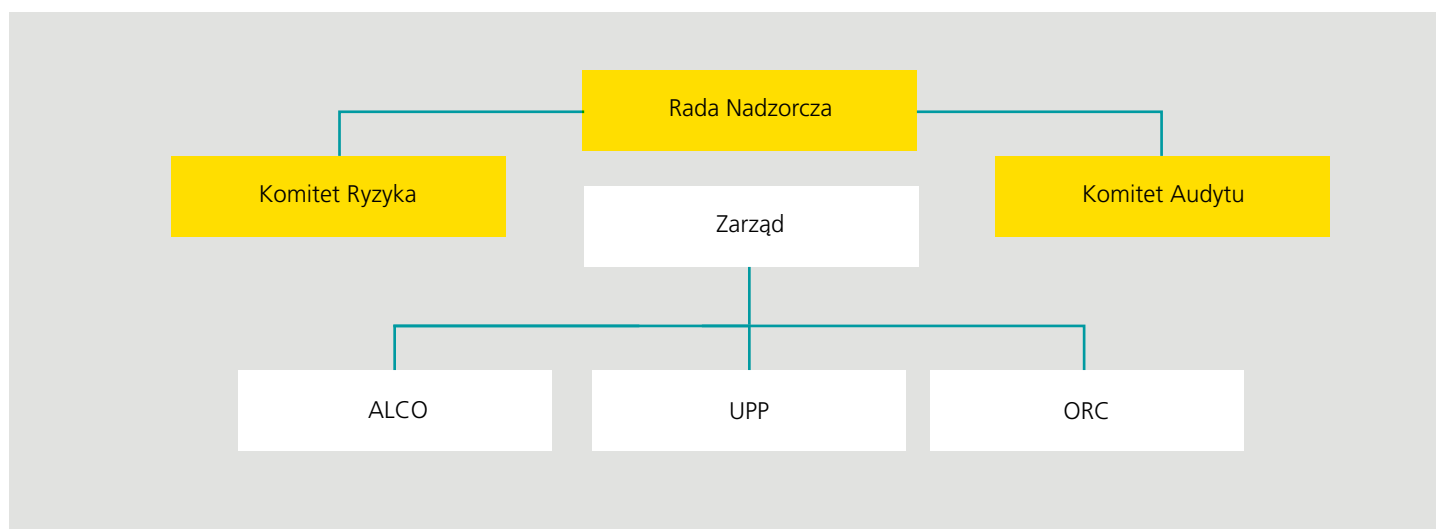 Rada Nadzorcza
Komitet Ryzyka
Komitet Audytu
Zarząd
ALCO
UPP
ORC